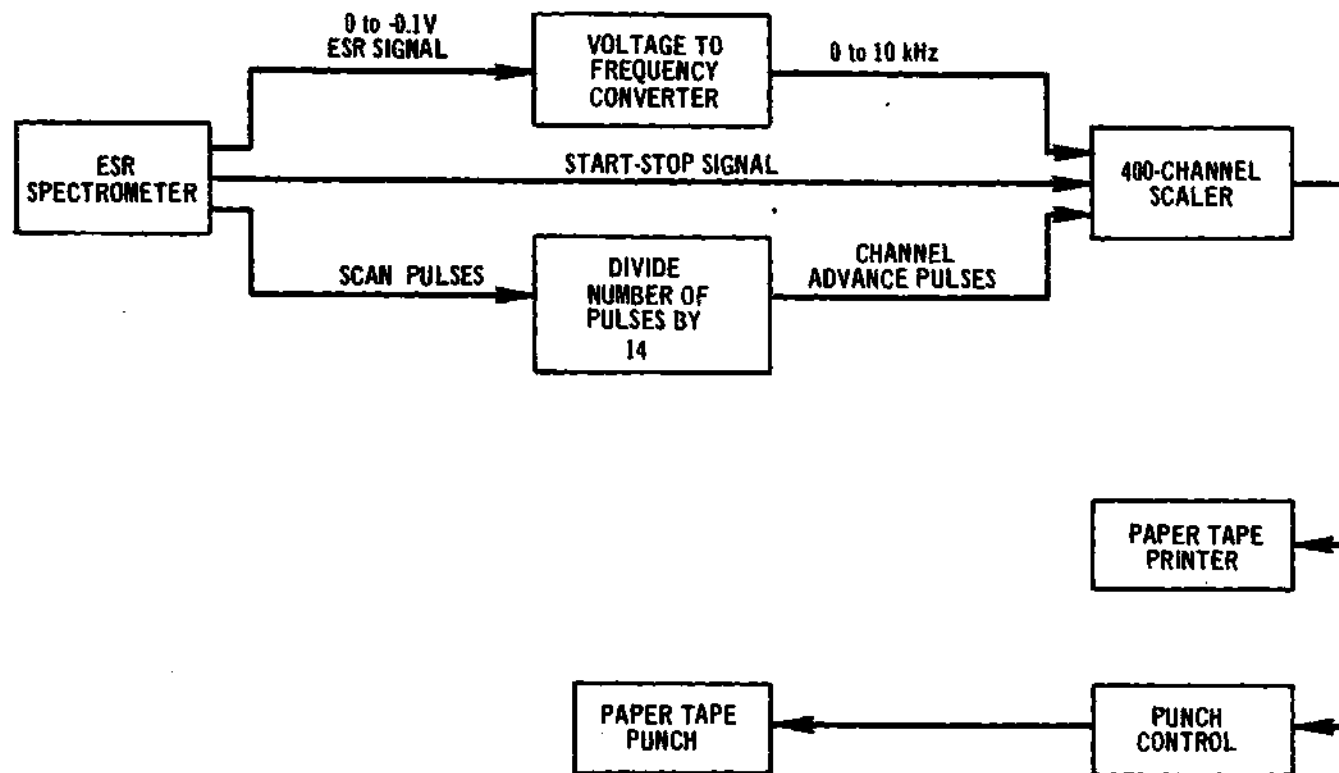 0 to -0.1V
ESR SIGNAL
VOLTAGE TO
FREQUENCY
CONVERTER
0 to 10 kHz
ESR
SPECTROMETER
START-STOP SIGNAL
400-CHANNEL
SCALER
SCAN PULSES
DIVIDE
NUMBER OF
PULSES BY
14
CHANNEL
ADVANCE PULSES
PAPER TAPE
PRINTER
PAPER TAPE
PUNCH
PUNCH
CONTROL